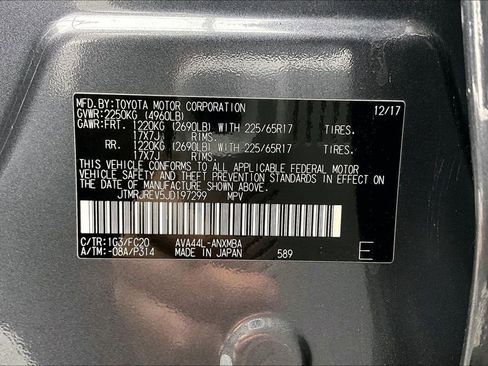 MFD.BY:TOYOTA MOTOR CORPORATION 12/17
GVWR:2250KG (4960LB)
GAWR:FRT. 1220KG (2690LB) WITH 225/65R17 TIRES.
17X7J RIMS.
RR. 1220KG (2690LB) WITH 225/65R17 TIRES.
17X7J RIMS.
THIS VEHICLE CONFORMS TO ALL APPLICABLE FEDERAL MOTOR
VEHICLE SAFETY, BUMPER, AND THEFT PREVENTION STANDARDS
IN EFFECT ON THE DATE OF MANUFACTURE SHOWN ABOVE.
JTMRJREV5JD197299 MPV
C/TR:1G3/FC20 AVA44L-ANXMBA
A/TM:-08A/P314 MADE IN JAPAN 589 E